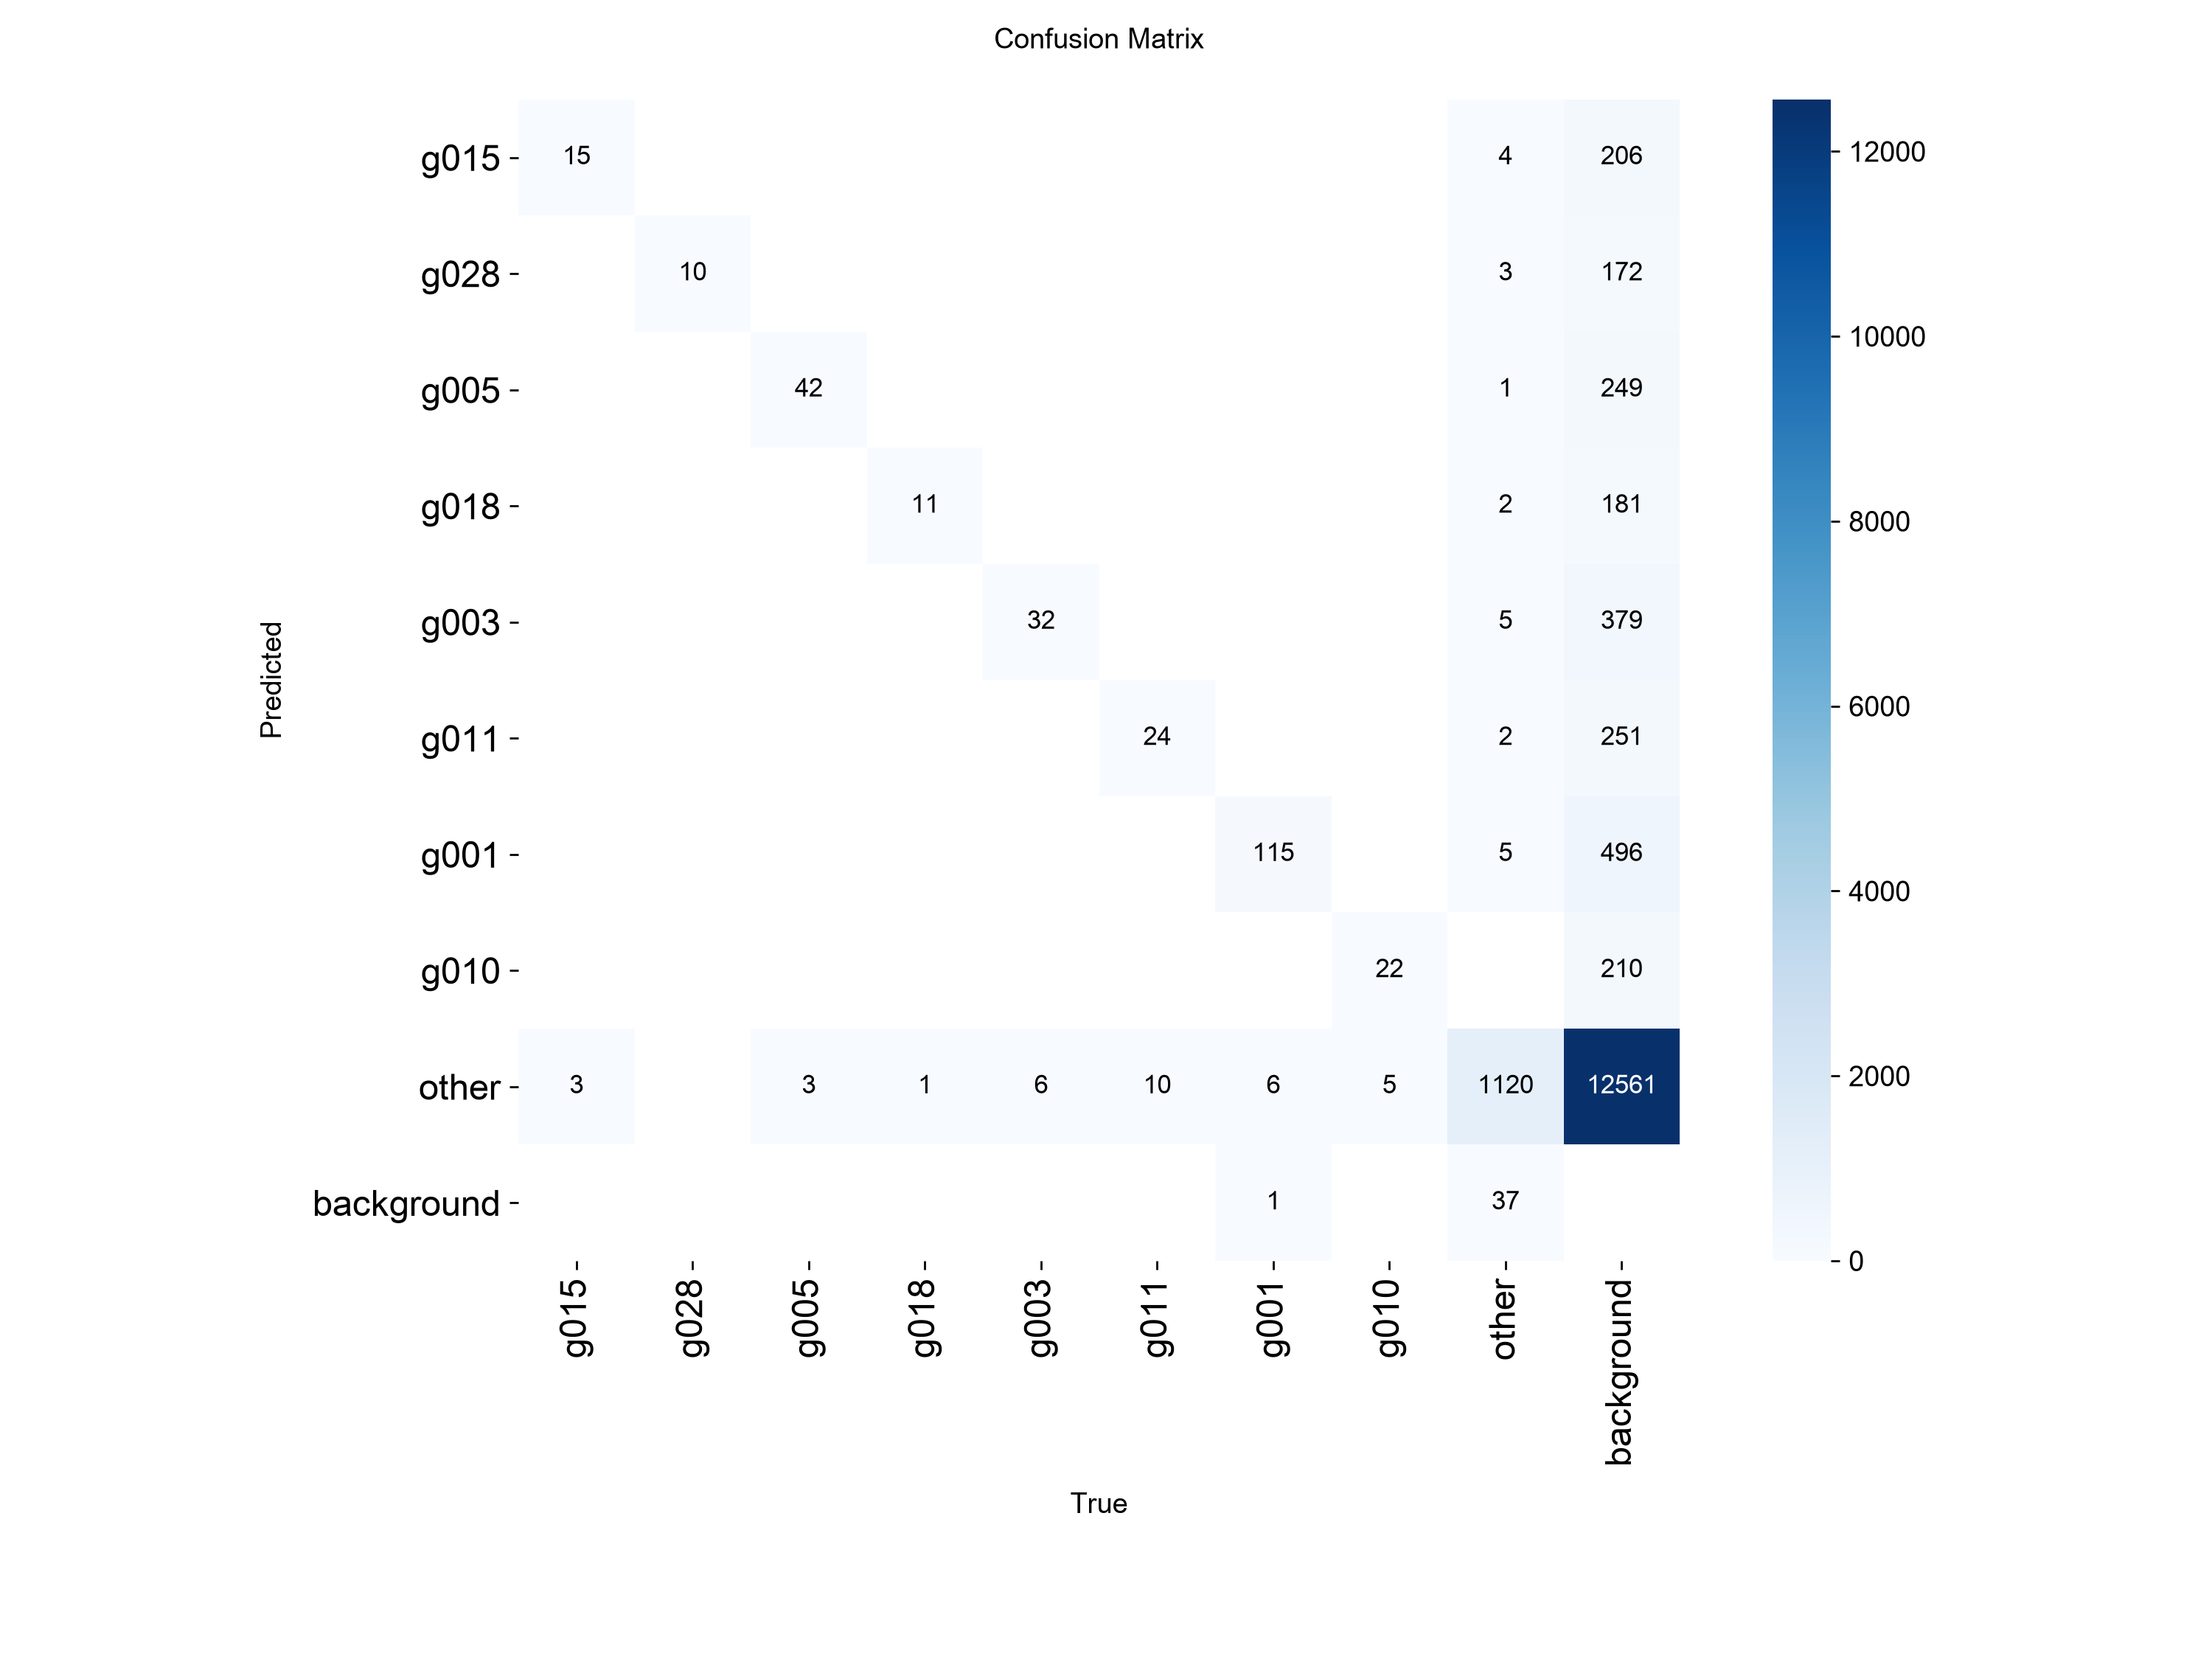 Confusion Matrix
g015 15 4 206 12000
g028 10 3 172 10000
g005 42 1 249
g018 11 2 181 8000
g003 32 5 379
Predicted
g011 24 2 251 6000
g001 115 5 496 4000
g010 22 210
other 3 3 1 6 10 6 5 1120 12561 2000
background 1 37 0
g015 g028 g005 g018 g003 g011 g001 g010 other background
True